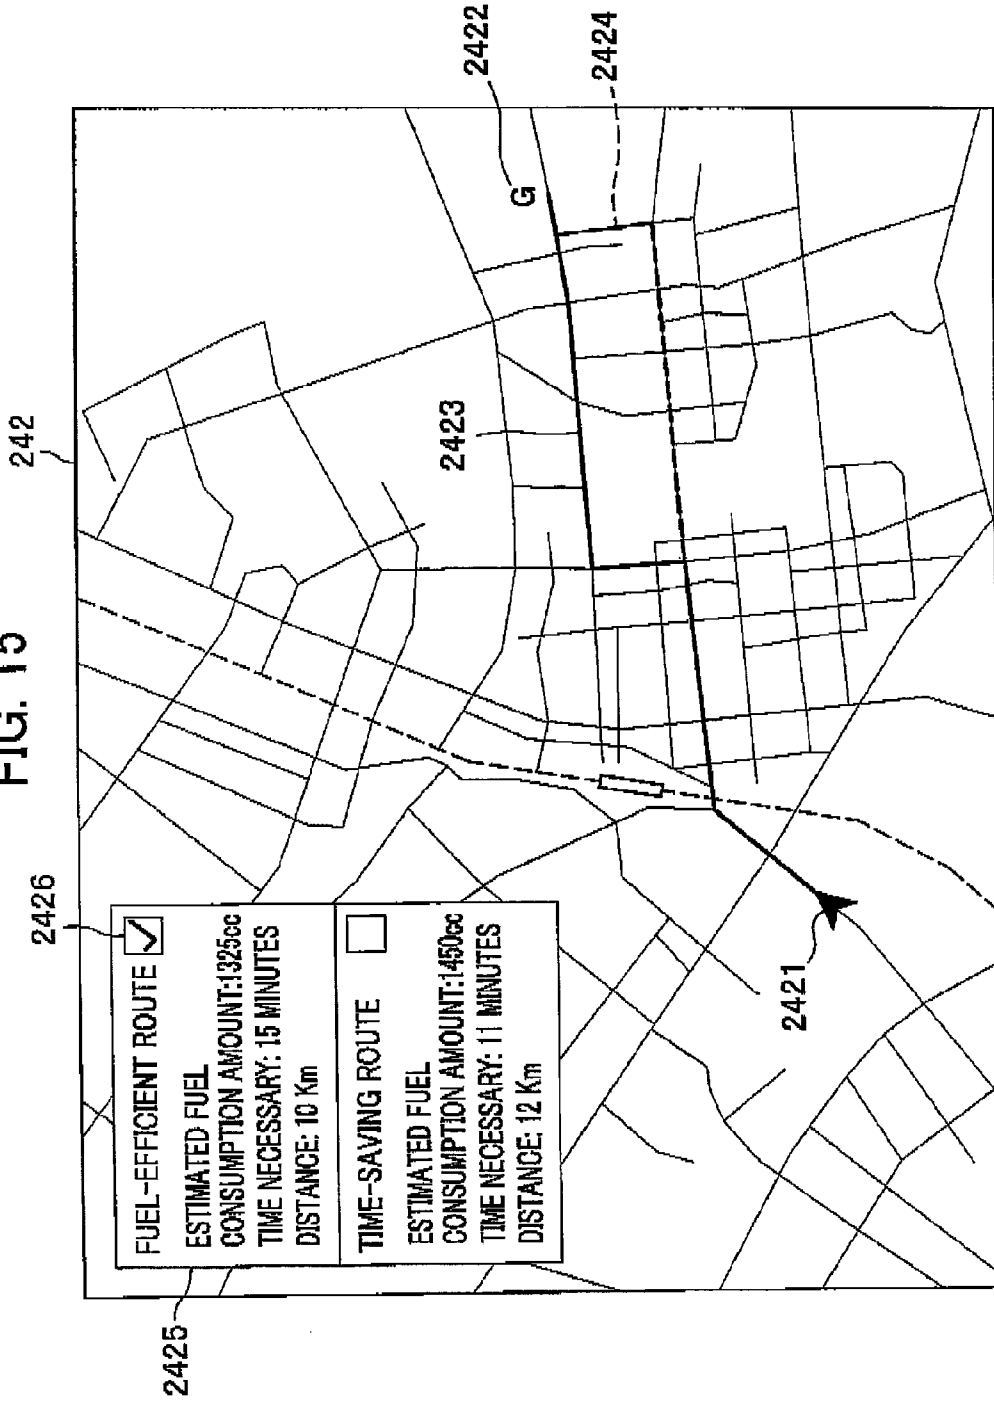 FIG. 15
242
2426
2425
FUEL-EFFICIENT ROUTE
ESTIMATED FUEL
CONSUMPTION AMOUNT:1325cc
TIME NECESSARY: 15 MINUTES
DISTANCE: 10 Km
TIME-SAVING ROUTE
ESTIMATED FUEL
CONSUMPTION AMOUNT:1450cc
TIME NECESSARY: 11 MINUTES
DISTANCE: 12 Km
2423
G
2422
2424
2421